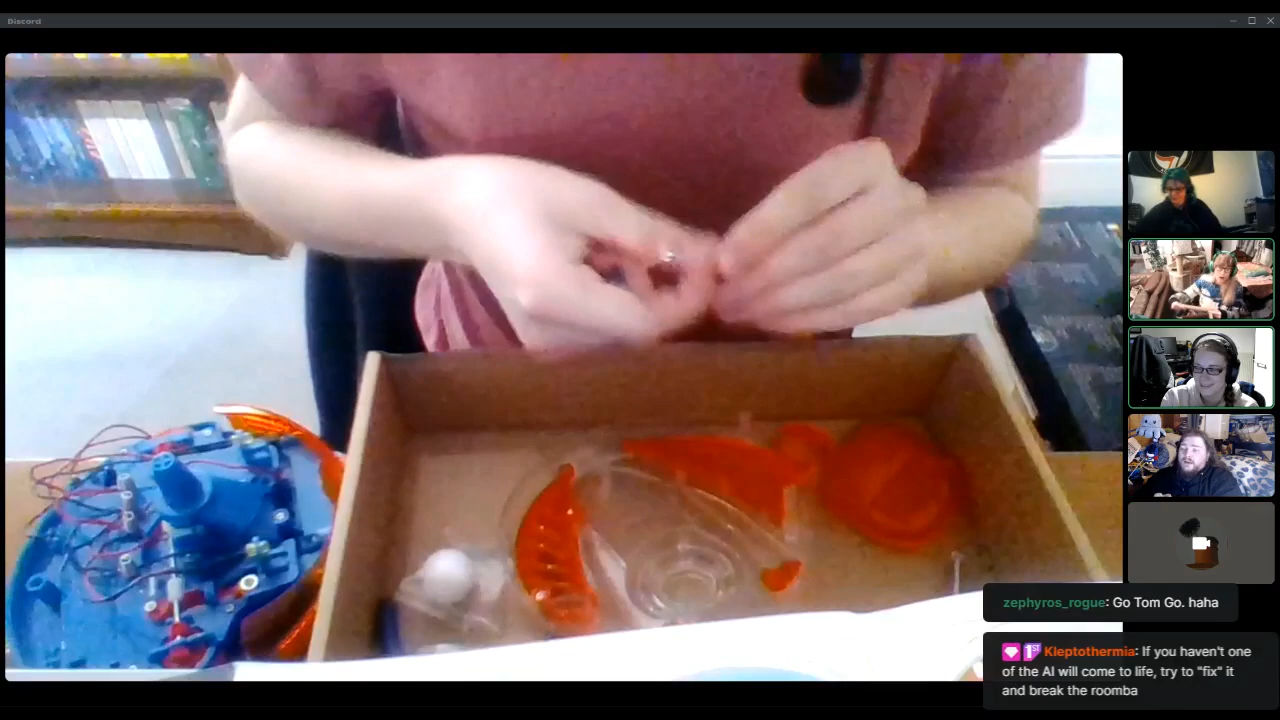 Discord
zephyros_rogue: Go Tom Go. haha
1ST Kleptothermia: If you haven't one
of the AI will come to life, try to "fix" it
and break the roomba